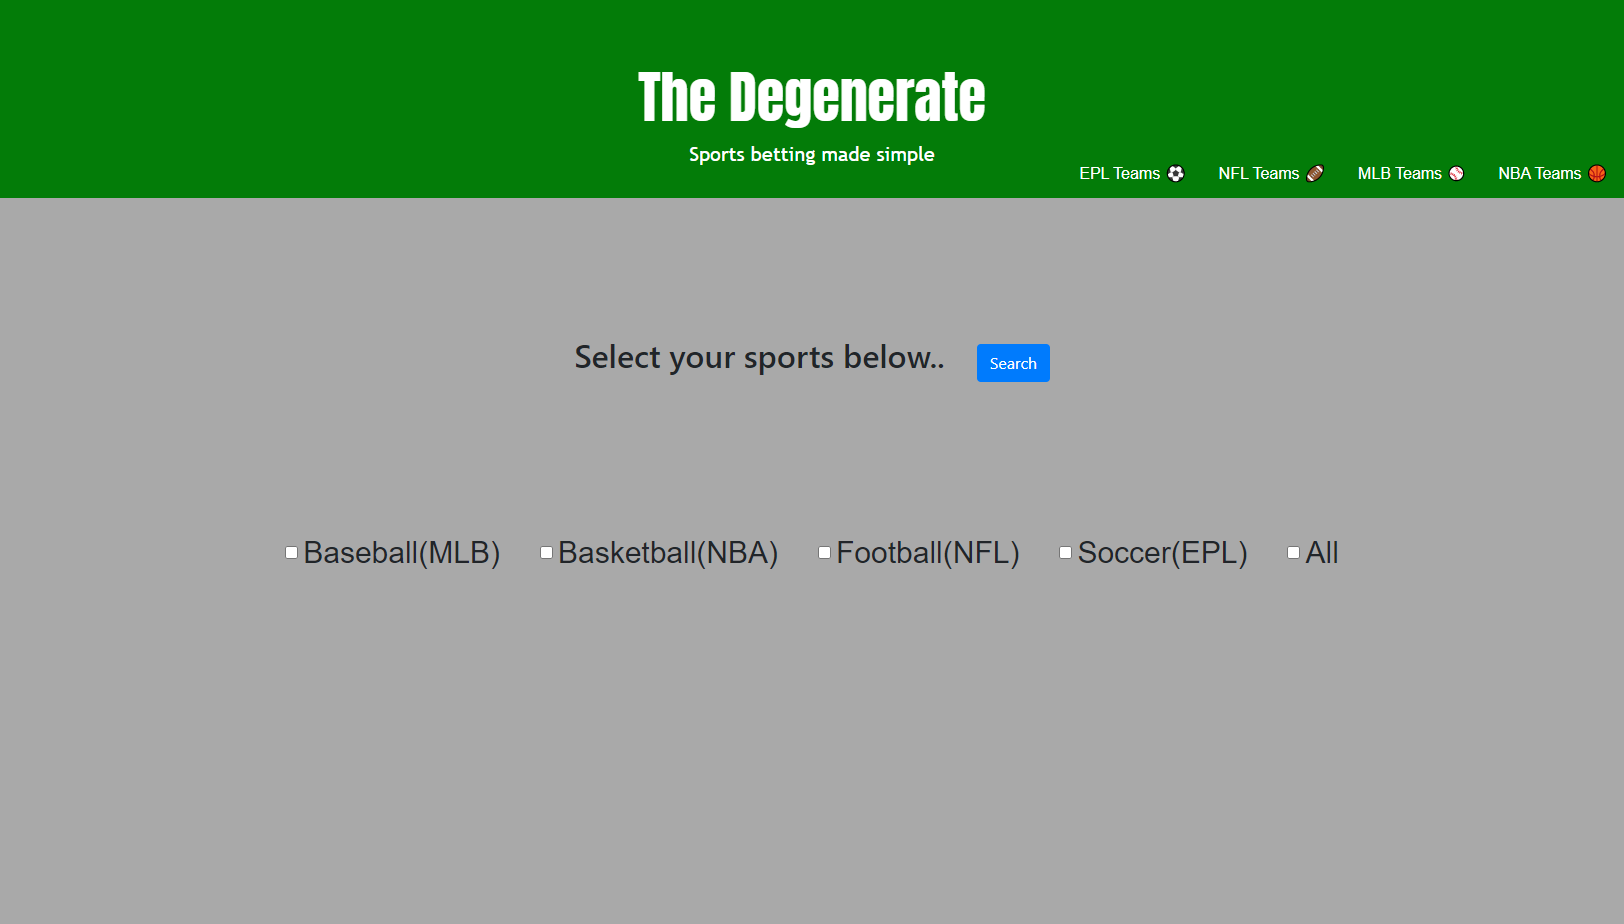 The Degenerate
Sports betting made simple
EPL Teams ⚽ NFL Teams 🏈 MLB Teams ⚾ NBA Teams 🏀
Select your sports below.. Search
Baseball(MLB) Basketball(NBA) Football(NFL) Soccer(EPL) All